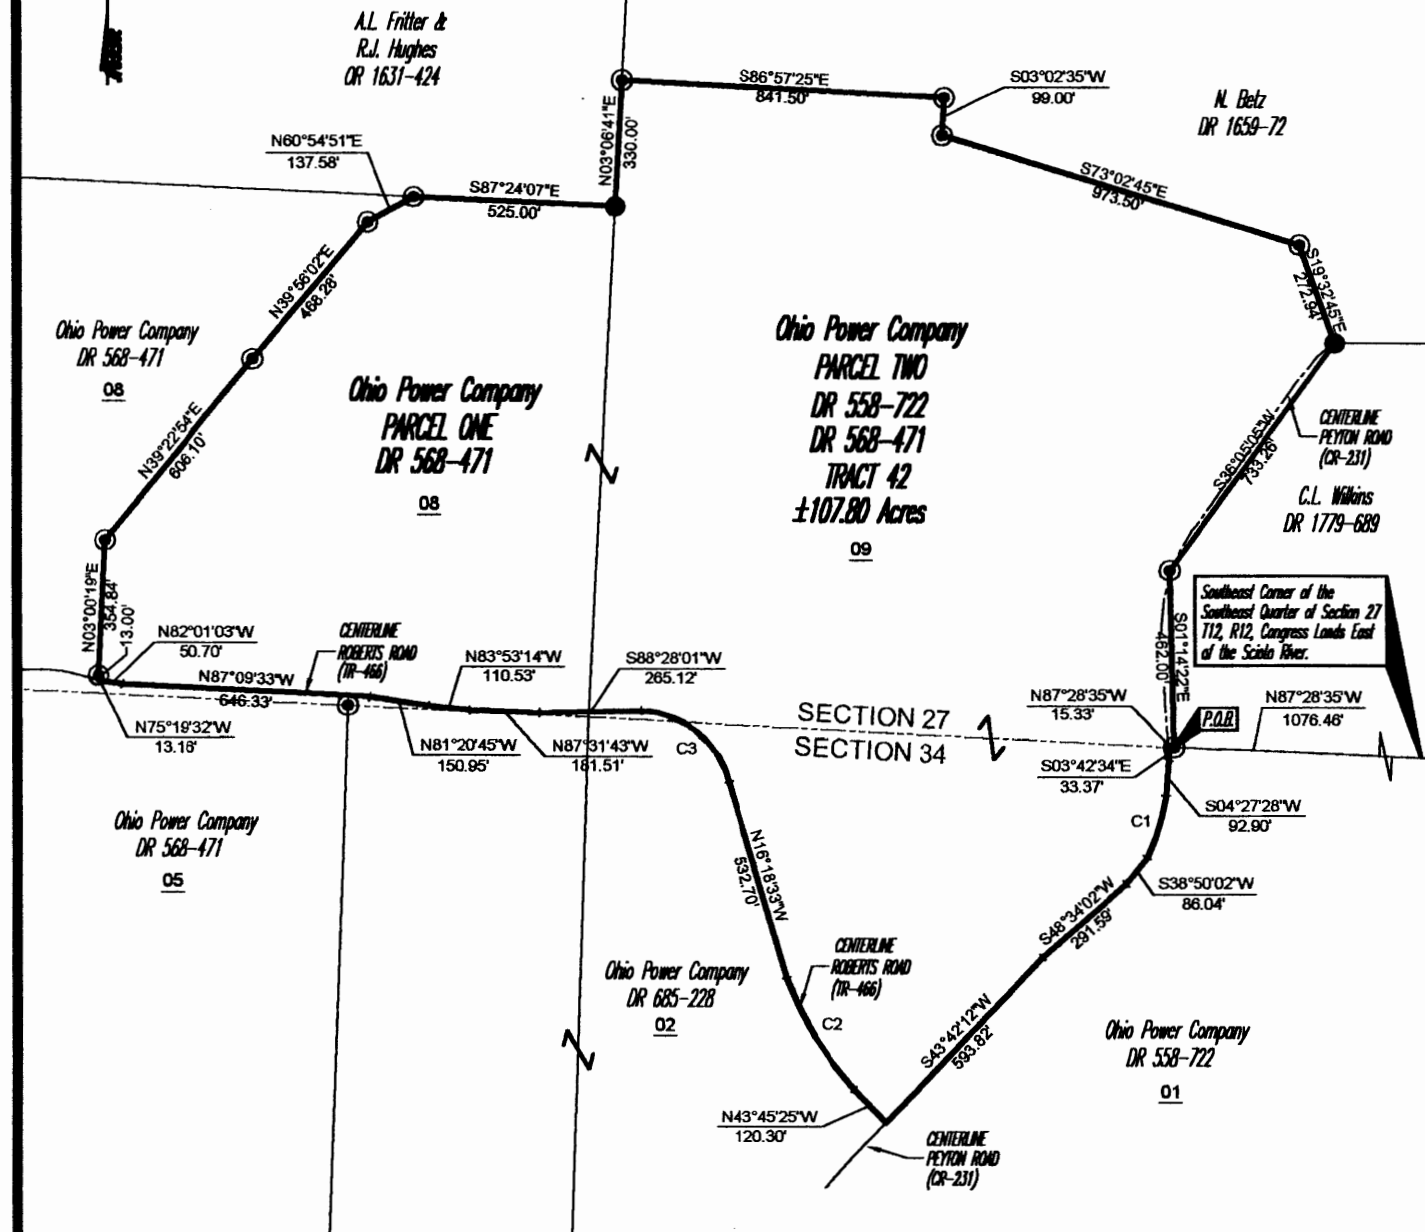 A.L. Fritter &
R.J. Hughes
OR 1631-424
S86°57'25"E
841.50'
S03°02'35"W
99.00'
N. Betz
DR 1659-72
N60°54'51"E
137.58'
N03°06'41"E
330.00'
S87°24'07"E
525.00'
S73°02'45"E
973.50'
N39°56'02"E
468.28'
S19°32'45"E
272.94'
Ohio Power Company
DR 568-471
08
Ohio Power Company
PARCEL ONE
DR 568-471
08
Ohio Power Company
PARCEL TWO
DR 558-722
DR 568-471
TRACT 42
±107.80 Acres
09
CENTERLINE
PEYTON ROAD
(CR-231)
S36°05'05"W
733.26'
N39°22'54"E
606.10'
C.L. Wilkins
DR 1779-689
N03°00'19"E
354.84'
13.00'
Southeast Corner of the
Southeast Quarter of Section 27
T12, R12, Congress Lands East
of the Scioto River.
S01°14'22"E
462.00'
N82°01'03"W
50.70'
CENTERLINE
ROBERTS ROAD
(TR-466)
N83°53'14"W
110.53'
S88°28'01"W
265.12'
N87°09'33"W
646.33'
N87°28'35"W
15.33'
P.O.B.
N87°28'35"W
1076.46'
N75°19'32"W
13.16'
N81°20'45"W
150.95'
N87°31'43"W
181.51'
C3
SECTION 27
SECTION 34
S03°42'34"E
33.37'
S04°27'28"W
92.90'
C1
Ohio Power Company
DR 568-471
05
N16°18'33"W
532.70'
S38°50'02"W
86.04'
S48°34'02"W
291.59'
CENTERLINE
ROBERTS ROAD
(TR-466)
Ohio Power Company
DR 685-228
02
C2
S43°42'12"W
593.82'
Ohio Power Company
DR 558-722
01
N43°45'25"W
120.30'
CENTERLINE
PEYTON ROAD
(CR-231)